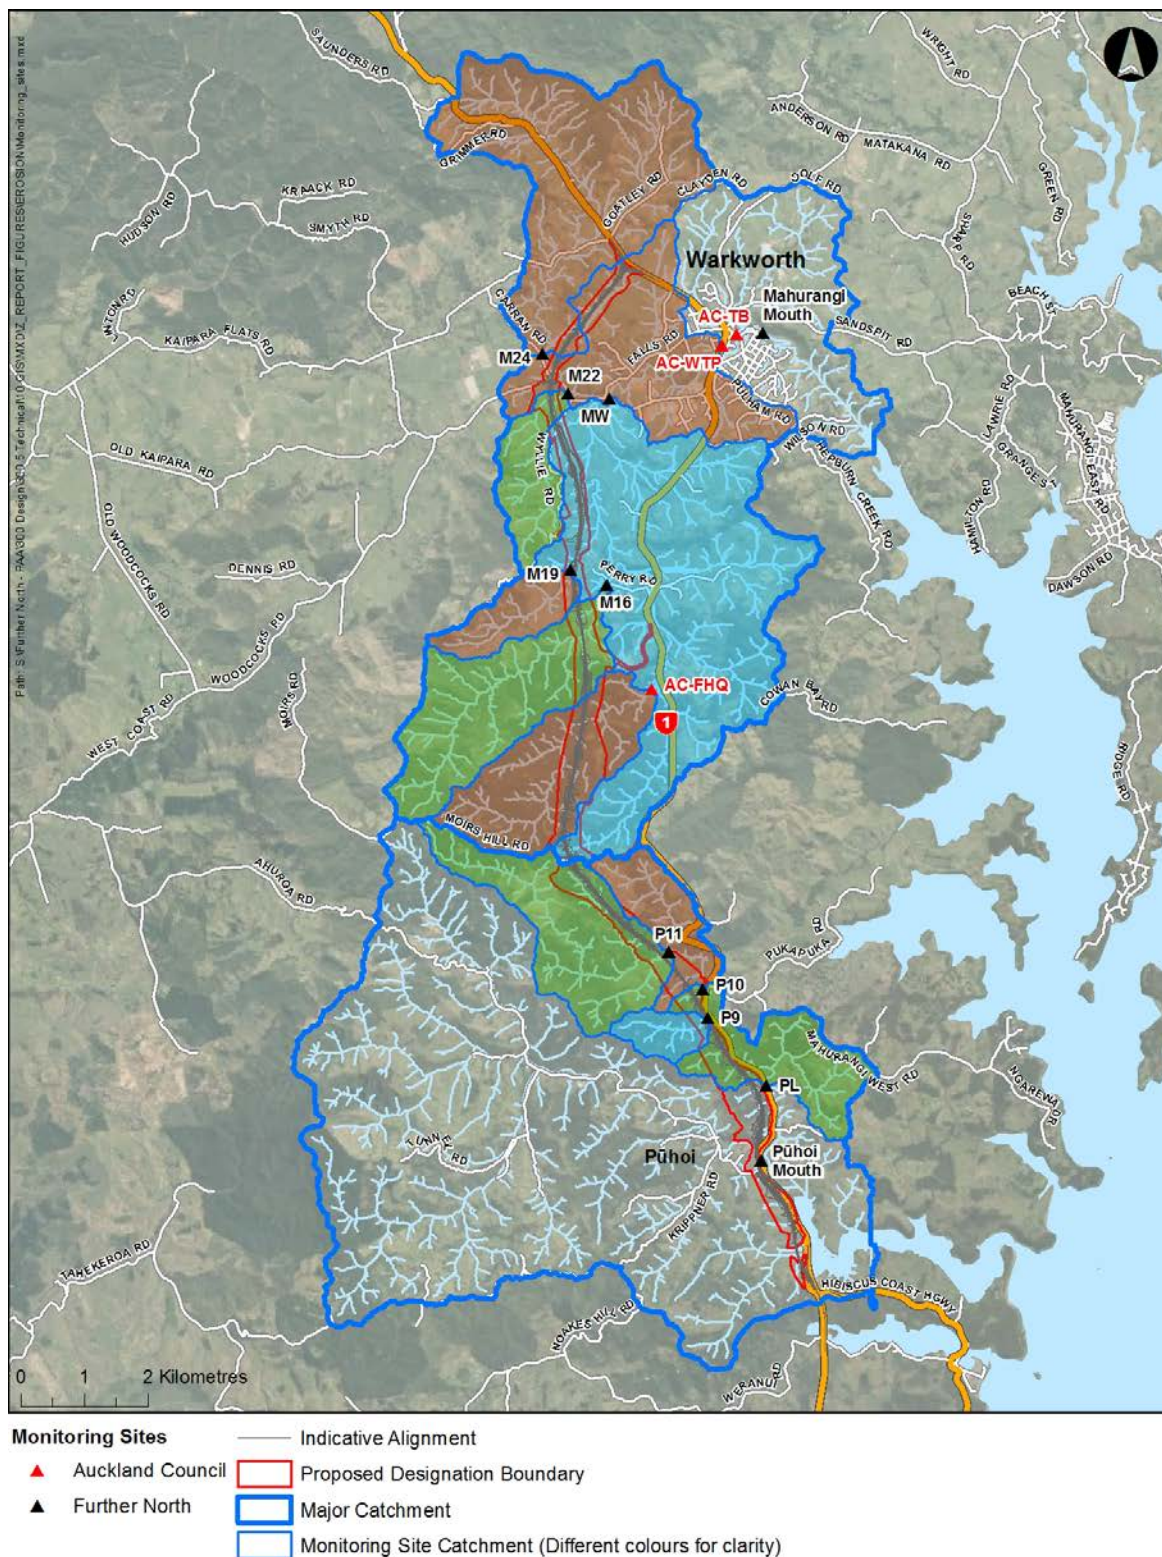 SAUNDERS RD
WRIGHT RD
ANDERSON RD
MATAKANA RD
GRIMMER RD
GOATLEY RD
CLAYDEN RD
GOLF RD
GREEN RD
SHARP RD
KRAACK RD
HUDSON RD
SMYTH RD
Warkworth
BEACH ST
CARRAN RD
KAIPARA FLATS RD
AC-TB
Mahurangi
Mouth
SANDSPIT RD
FALLS RD
M24
AC-WTP
M22
MW
PULHAM RD
WILSON RD
LAWRIE RD
MAHURANGI EAST RD
OLD KAIPARA RD
WYLLIE RD
HEPBURN CREEK RD
HAMILTON RD
OLD WOODCOCKS RD
DENNIS RD
M19
PERRY RD
M16
DAWSON RD
WOODCOCKS RD
MOIRS RD
WEST COAST RD
AC-FHQ
1
COWAN BAY RD
RIDGE RD
MOIRS HILL RD
AHUROA RD
P11
PUKAPUKA RD
P10
P9
MAHURANGI WEST RD
PL
NGAREWA DR
TUNNEL RD
Pūhoi
Pūhoi
Mouth
KRIPPNER RD
TAHEKEROA RD
HIBISCUS COAST HGWY
NOAKES HILL RD
WERANUI RD
0 1 2 Kilometres
Monitoring Sites
Auckland Council
Further North
Indicative Alignment
Proposed Designation Boundary
Major Catchment
Monitoring Site Catchment (Different colours for clarity)